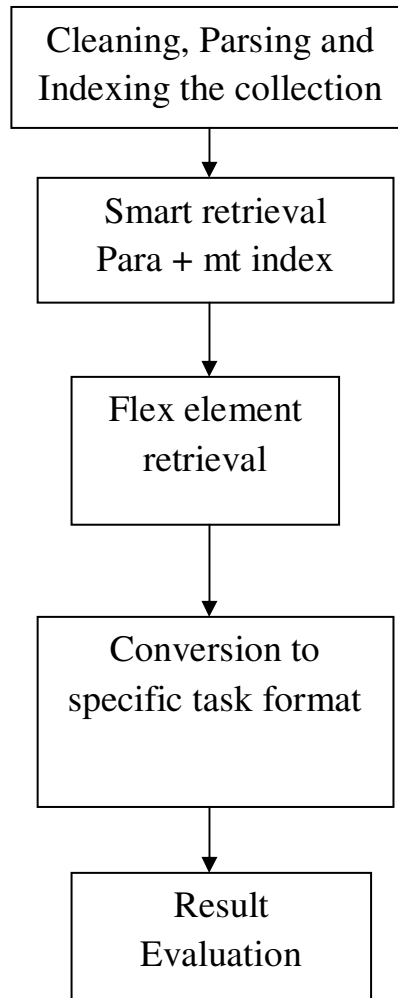 Cleaning, Parsing and
Indexing the collection
Smart retrieval
Para + mt index
Flex element
retrieval
Conversion to
specific task format
Result
Evaluation